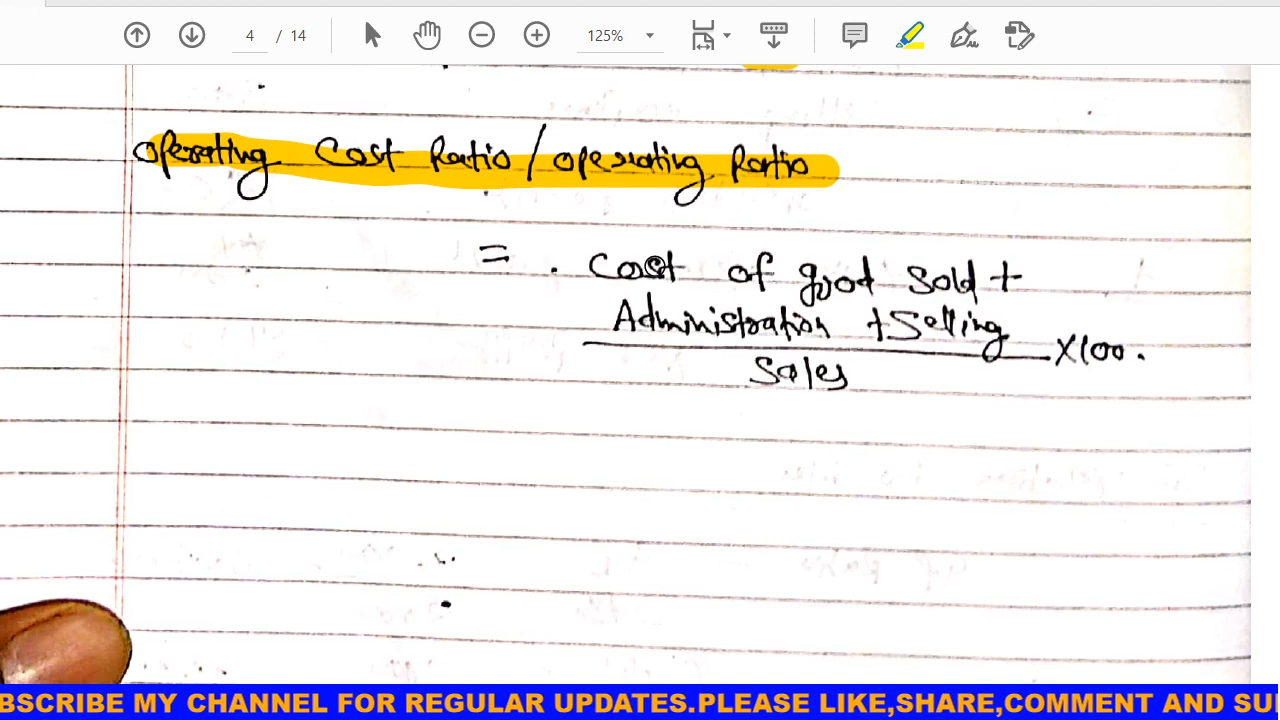 4 / 14 125%
Operating Cost Ratio / operating Ratio
= . Cost of good sold +
Administration + Selling
Sales
X100.
BSCRIBE MY CHANNEL FOR REGULAR UPDATES.PLEASE LIKE,SHARE,COMMENT AND SU